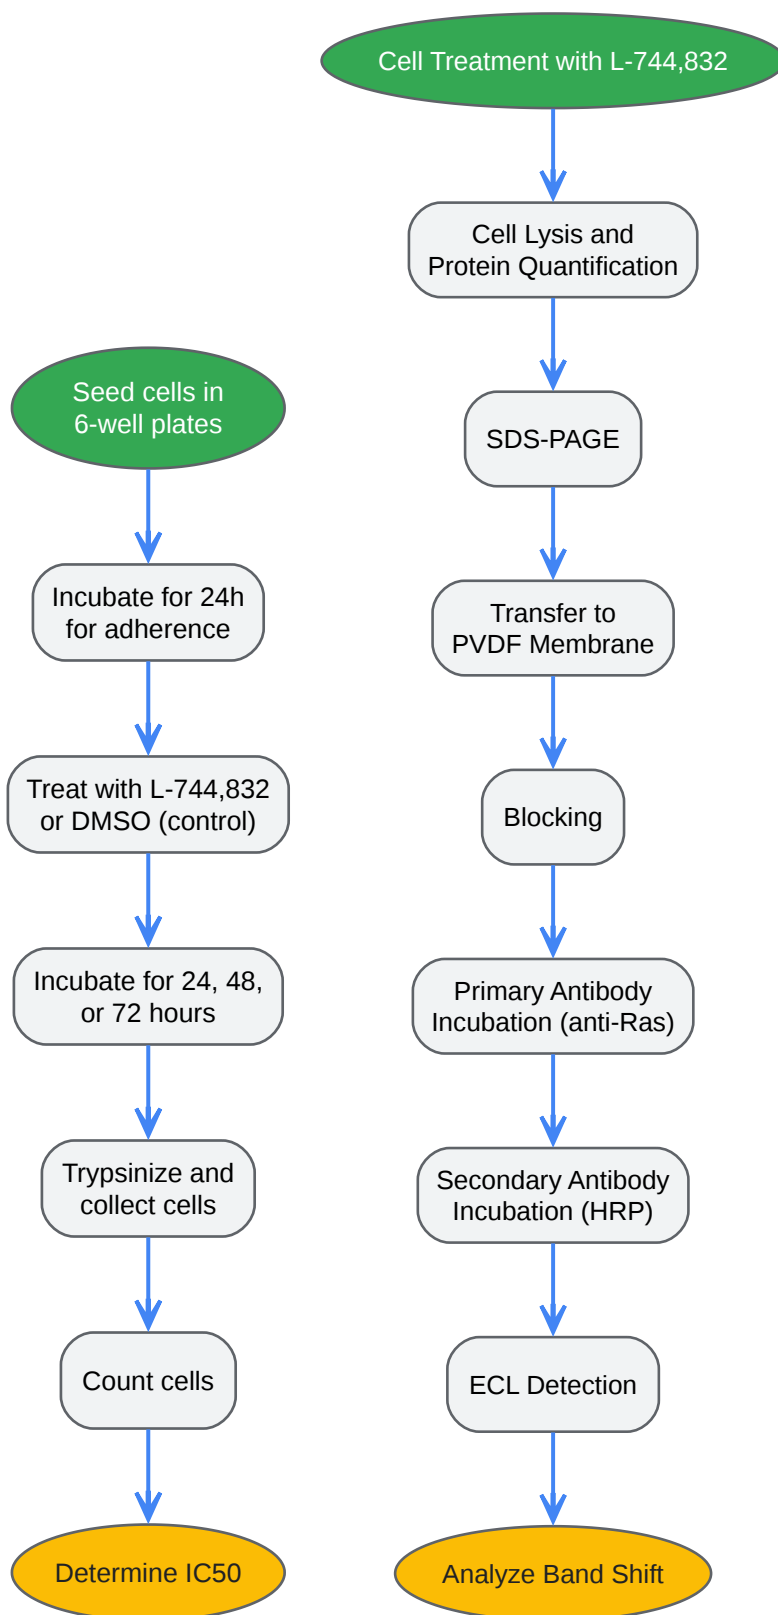 Seed cells in
6-well plates
Incubate for 24h
for adherence
Treat with L-744,832
or DMSO (control)
Incubate for 24, 48,
or 72 hours
Trypsinize and
collect cells
Count cells
Determine IC50
Cell Treatment with L-744,832
Cell Lysis and
Protein Quantification
SDS-PAGE
Transfer to
PVDF Membrane
Blocking
Primary Antibody
Incubation (anti-Ras)
Secondary Antibody
Incubation (HRP)
ECL Detection
Analyze Band Shift